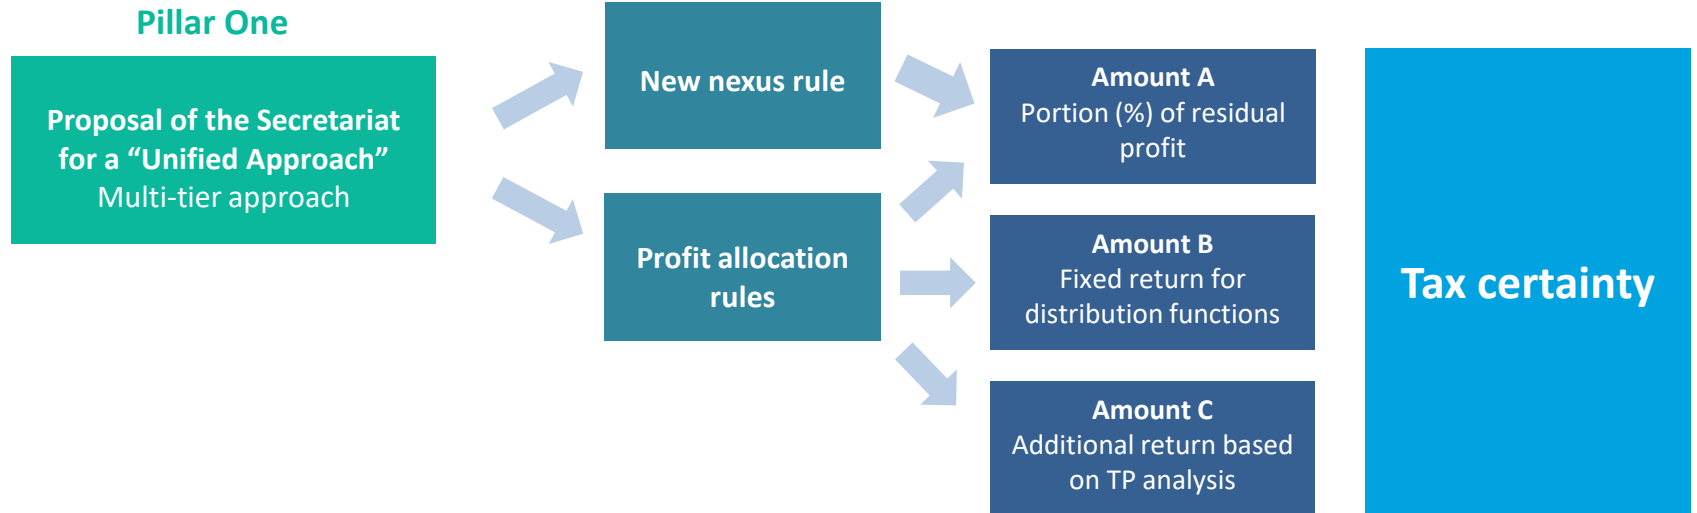 Pillar One
Proposal of the Secretariat
for a “Unified Approach”
Multi-tier approach
New nexus rule
Profit allocation
rules
Amount A
Portion (%) of residual
profit
Amount B
Fixed return for
distribution functions
Amount C
Additional return based
on TP analysis
Tax certainty